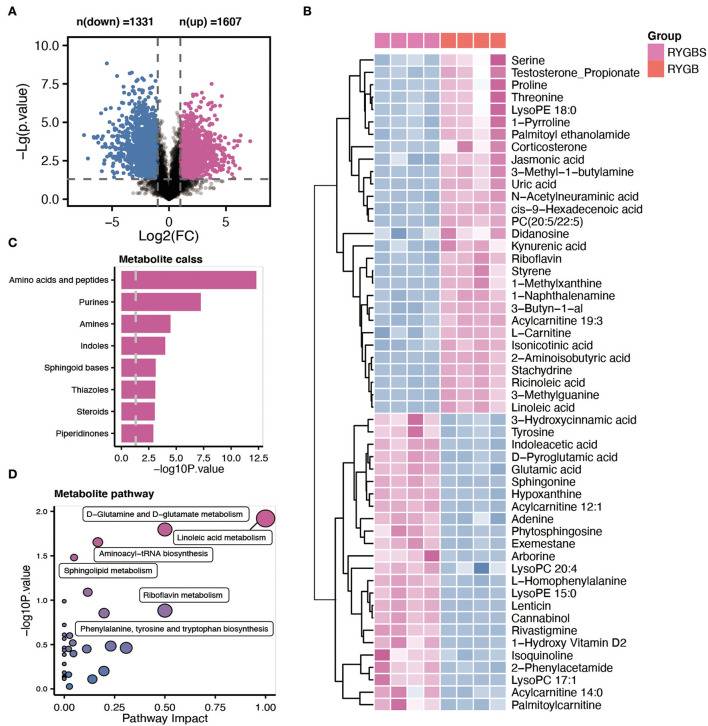 A
n(down) =1331
n(up) =1607
10.0
7.5
5.0
2.5
0.0
−Lg(p.value)
−5
0
5
Log2(FC)
B
Group
RYGBS
RYGB
Serine
Testosterone_Propionate
Proline
Threonine
LysoPE 18:0
1−Pyrroline
Palmitoyl ethanolamide
Corticosterone
Jasmonic acid
3−Methyl−1−butylamine
Uric acid
N−Acetylneuraminic acid
cis−9−Hexadecenoic acid
PC(20:5/22:5)
Didanosine
Kynurenic acid
Riboflavin
Styrene
1−Methylxanthine
1−Naphthalenamine
3−Butyn−1−al
Acylcarnitine 19:3
L−Carnitine
Isonicotinic acid
2−Aminoisobutyric acid
Stachydrine
Ricinoleic acid
3−Methylguanine
Linoleic acid
3−Hydroxycinnamic acid
Tyrosine
Indoleacetic acid
D−Pyroglutamic acid
Glutamic acid
Sphingonine
Hypoxanthine
Acylcarnitine 12:1
Adenine
Phytosphingosine
Exemestane
Arborine
LysoPC 20:4
L−Homophenylalanine
LysoPE 15:0
Lenticin
Cannabinol
Rivastigmine
1−Hydroxy Vitamin D2
Isoquinoline
2−Phenylacetamide
LysoPC 17:1
Acylcarnitine 14:0
Palmitoylcarnitine
C
Metabolite calss
Amino acids and peptides
Purines
Amines
Indoles
Sphingoid bases
Thiazoles
Steroids
Piperidinones
0.0
2.5
5.0
7.5
10.0
12.5
−log10P.value
D
Metabolite pathway
2.0
1.5
1.0
0.5
0.0
−log10P.value
D−Glutamine and D−glutamate metabolism
Linoleic acid metabolism
Aminoacyl−tRNA biosynthesis
Sphingolipid metabolism
Riboflavin metabolism
Phenylalanine, tyrosine and tryptophan biosynthesis
0.00
0.25
0.50
0.75
1.00
Pathway Impact